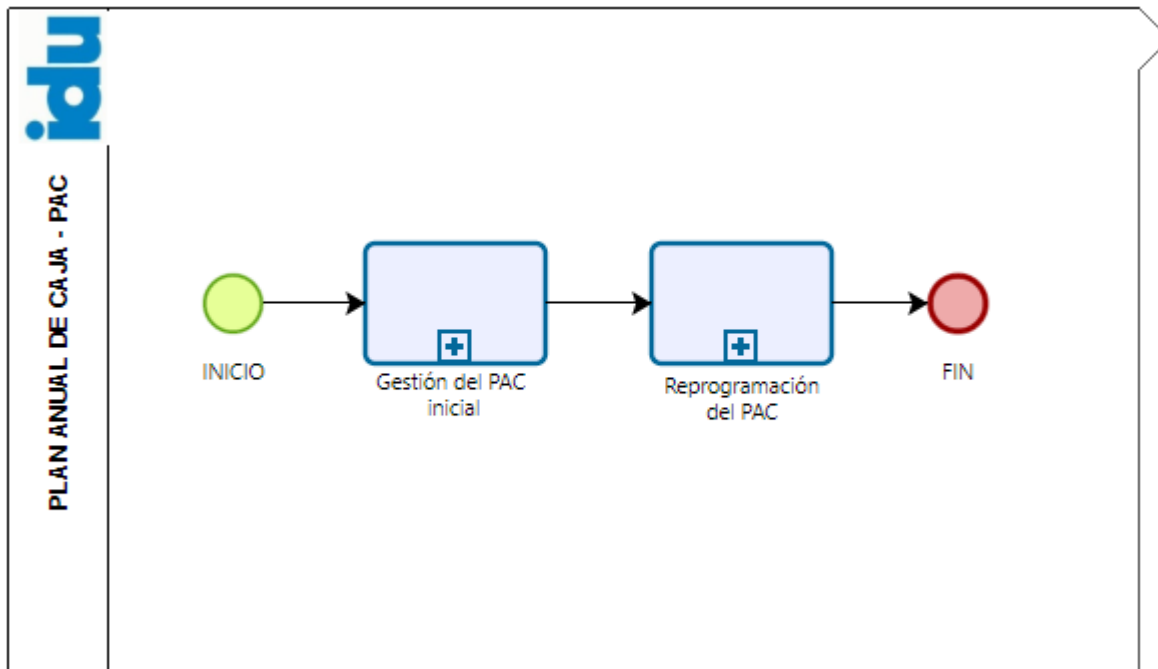 idu
PLAN ANUAL DE CAJA - PAC
INICIO
Gestión del PAC
inicial
Reprogramación
del PAC
FIN